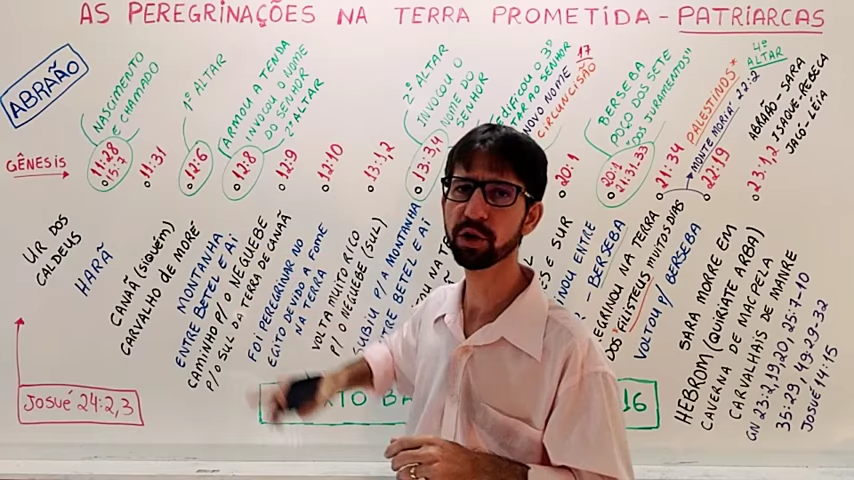 AS PEREGRINAÇÕES NA TERRA PROMETIDA - PATRIARCAS
ABRAÃO
GÊNESIS
NASCIMENTO
E CHAMADO
11:28
15:7
UR DOS
CALDEUS
11:31
HARÃ
1º ALTAR
12:6
CANAÃ (SIQUÉM)
CARVALHO DE MORÉ
ARMOU A TENDA
INVOCOU O NOME
DO SENHOR
2º ALTAR
12:8
MONTANHA
ENTRE BETEL E AI
12:9
CAMINHO P/ O NEGUEBE
P/O SUL DA TERRA DE CANAÃ
12:10
FOI PEREGRINAR NO
EGITO DEVIDO A FOME
NA TERRA
13:1,2
VOLTA MUITO RICO
P/ O NEGUEBE (SUL)
2º ALTAR
INVOCOU O
NOME DO
SENHOR
13:3,4
SUBIU P/A MONTANHA
ENTRE BETEL E AI
EDIFICOU O 3º
AO SENHOR
17
NOVO NOME
CIRCUNCISÃO
20:1
E SUR
BERSEBA
POÇO DOS SETE
DOS JURAMENTOS"
20:1
21:31,33
ENTRE
- BERSEBA
21:34
NA TERRA
DOS "FILISTEUS" MUITOS DIAS
PALESTINOS*
"MONTE MORIÁ" 22:2
22:19
VOLTOU P/ BERSEBA
4º
ALTAR
ABRAÃO - SARA
ISAQUE - REBECA
JACÓ - LÉIA
23:1,2
SARA MORRE EM
HEBROM (QUIRIATE ARBA)
CAVERNA DE MACPELA
CARVALHAIS DE MANRE
GN 23:2,19,20, 25:7-10
35:29, 49:29-32
JOSUÉ 14:15
JOSUÉ 24:2,3
16